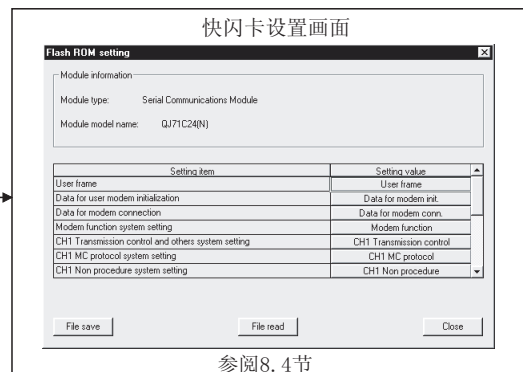 快闪卡设置画面
Flash ROM setting
Module information
Module type: Serial Communications Module
Module model name: QJ71C24(N)
Setting item Setting value
User frame User frame
Data for user modem initialization Data for modem init.
Data for modem connection Data for modem conn.
Modem function system setting Modem function
CH1 Transmission control and others system setting CH1 Transmission control
CH1 MC protocol system setting CH1 MC protocol
CH1 Non procedure system setting CH1 Non procedure
File save File read Close
参阅8.4节